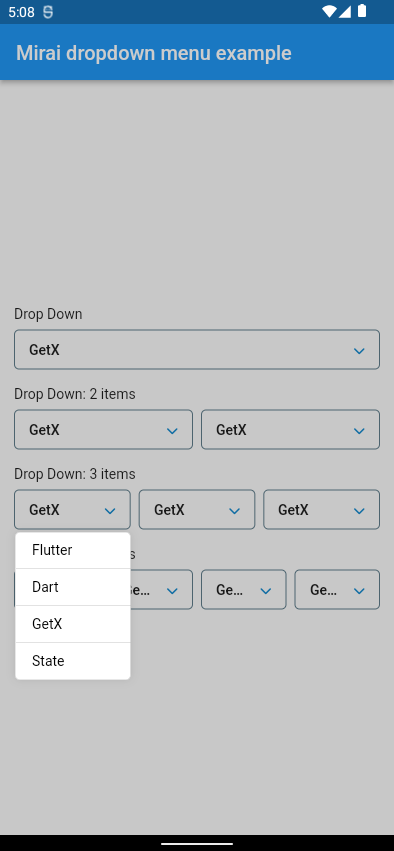 5:08
Mirai dropdown menu example
Drop Down
GetX
Drop Down: 2 items
GetX GetX
Drop Down: 3 items
GetX GetX GetX
Flutter
Dart
GetX
State
Ge... Ge...